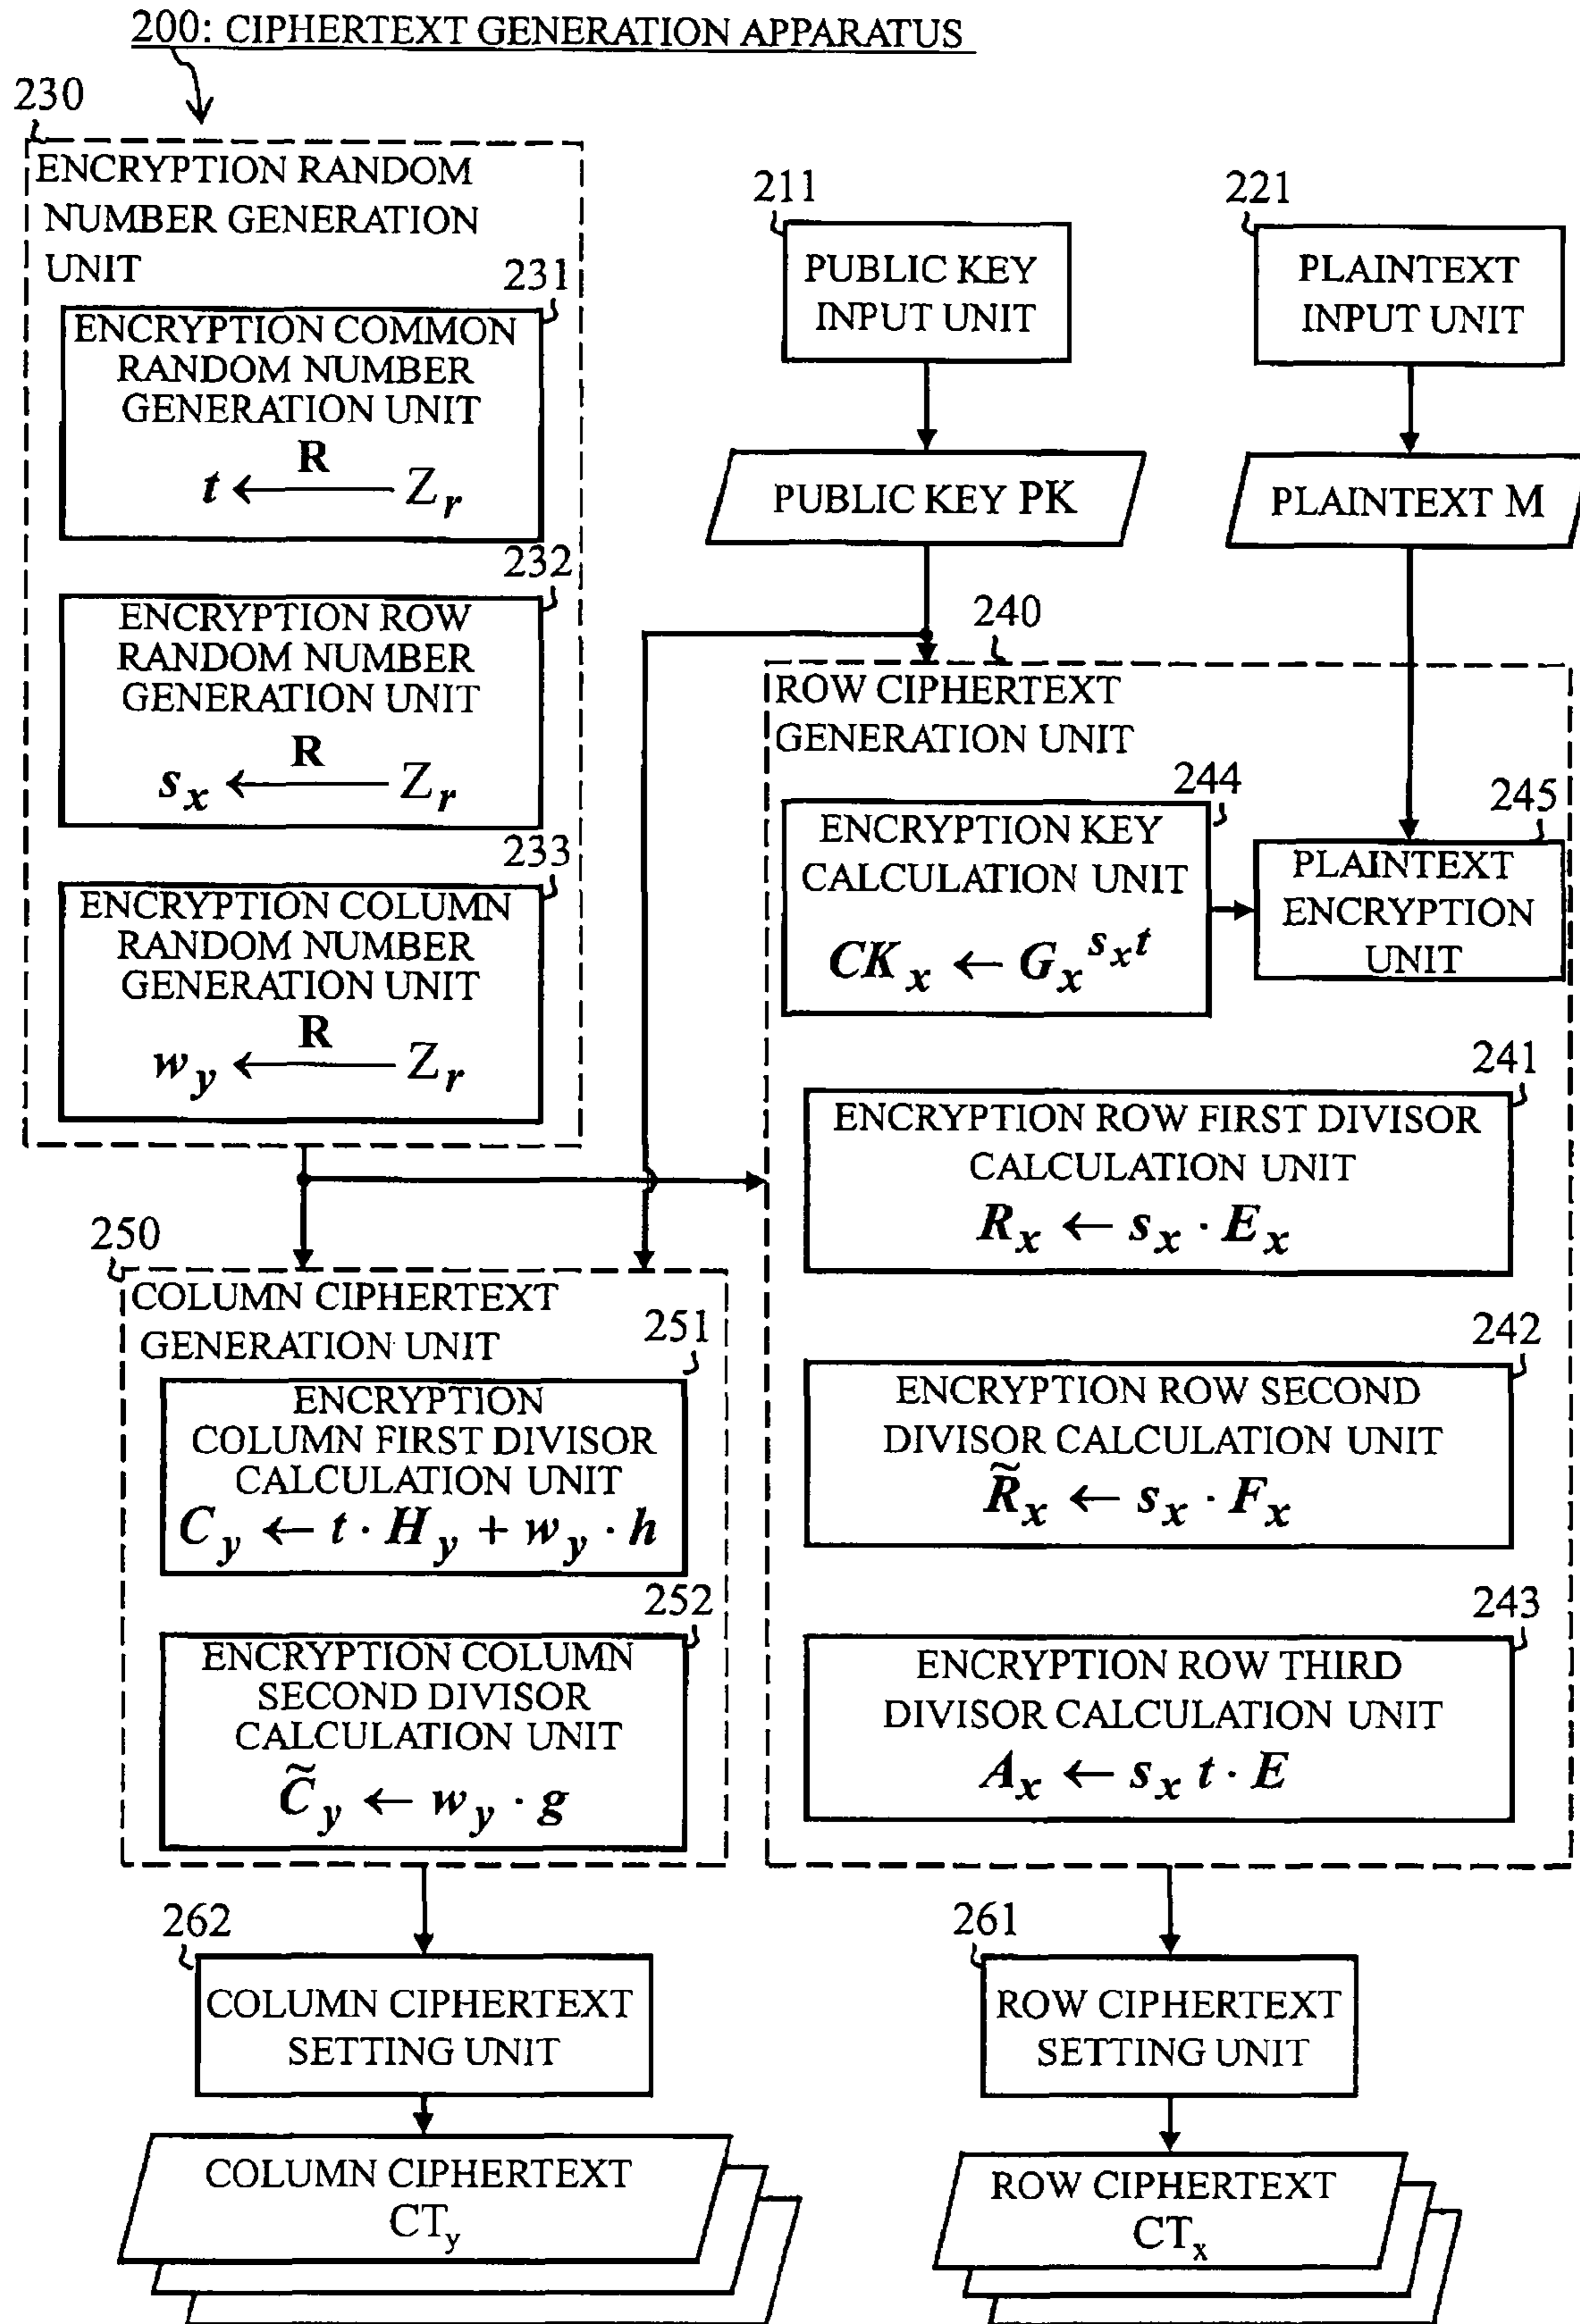 200: CIPHERTEXT GENERATION APPARATUS
230
ENCRYPTION RANDOM
NUMBER GENERATION
UNIT
231
ENCRYPTION COMMON
RANDOM NUMBER
GENERATION UNIT
R
t ← Z_r
232
ENCRYPTION ROW
RANDOM NUMBER
GENERATION UNIT
R
s_x ← Z_r
233
ENCRYPTION COLUMN
RANDOM NUMBER
GENERATION UNIT
R
w_y ← Z_r
211
PUBLIC KEY
INPUT UNIT
PUBLIC KEY PK
221
PLAINTEXT
INPUT UNIT
PLAINTEXT M
240
ROW CIPHERTEXT
GENERATION UNIT
244
ENCRYPTION KEY
CALCULATION UNIT
CK_x ← G_x^{s_x t}
245
PLAINTEXT
ENCRYPTION
UNIT
241
ENCRYPTION ROW FIRST DIVISOR
CALCULATION UNIT
R_x ← s_x · E_x
242
ENCRYPTION ROW SECOND
DIVISOR CALCULATION UNIT
R̃_x ← s_x · F_x
243
ENCRYPTION ROW THIRD
DIVISOR CALCULATION UNIT
A_x ← s_x t · E
250
COLUMN CIPHERTEXT
GENERATION UNIT
251
ENCRYPTION
COLUMN FIRST DIVISOR
CALCULATION UNIT
C_y ← t · H_y + w_y · h
252
ENCRYPTION COLUMN
SECOND DIVISOR
CALCULATION UNIT
C̃_y ← w_y · g
262
COLUMN CIPHERTEXT
SETTING UNIT
COLUMN CIPHERTEXT
CT_y
261
ROW CIPHERTEXT
SETTING UNIT
ROW CIPHERTEXT
CT_x